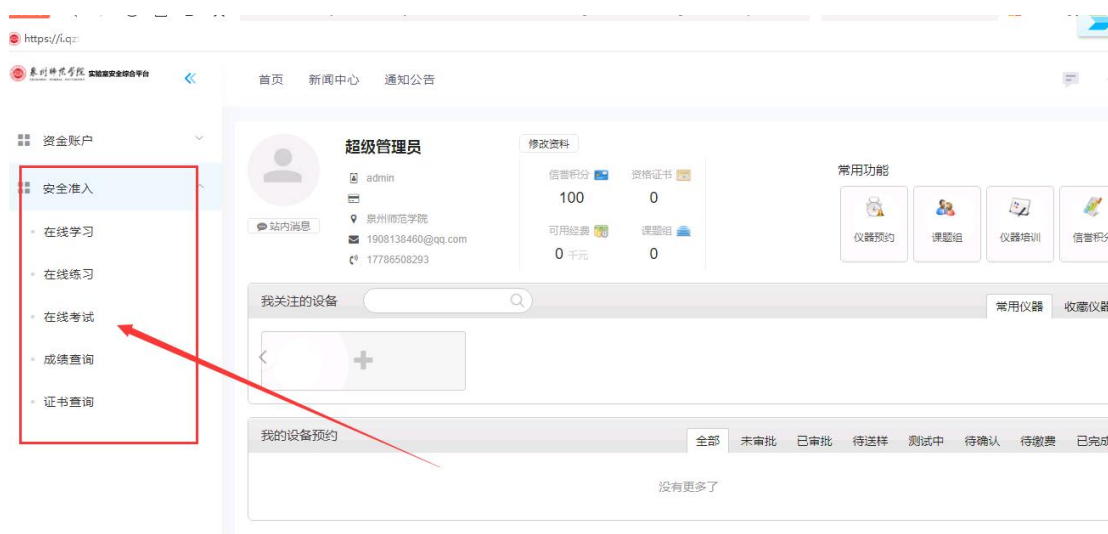 https://i.qz
泉州师范学院 实验室安全综合平台
首页 新闻中心 通知公告
资金账户
安全准入
在线学习
在线练习
在线考试
成绩查询
证书查询
超级管理员
admin
泉州师范学院
1908138460@qq.com
17786508293
站内消息
修改资料
信誉积分 资格证书
100 0
可用经费 课题组
0 千元 0
常用功能
仪器预约 课题组 仪器培训 信誉积分
我关注的设备
常用仪器 收藏仪器
我的设备预约
全部 未审批 已审批 待送样 测试中 待确认 待缴费 已完成
没有更多了